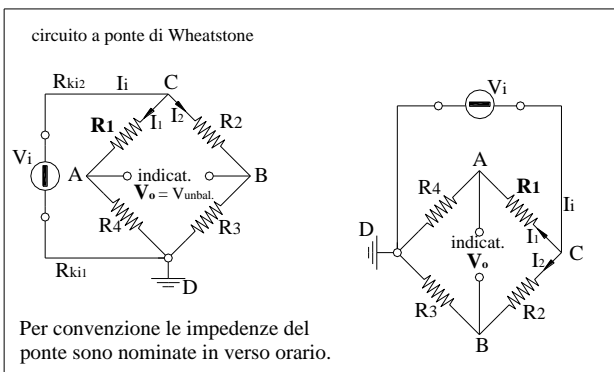 circuito a ponte di Wheatstone
Rki2
Ii
C
R1
I1
I2
R2
Vi
A
indicat.
B
Vo = Vunbal.
R4
R3
Rki1
D
Vi
A
R4
R1
Ii
D
indicat.
I1
Vo
I2
C
R3
R2
B
Per convenzione le impedenze del
ponte sono nominate in verso orario.